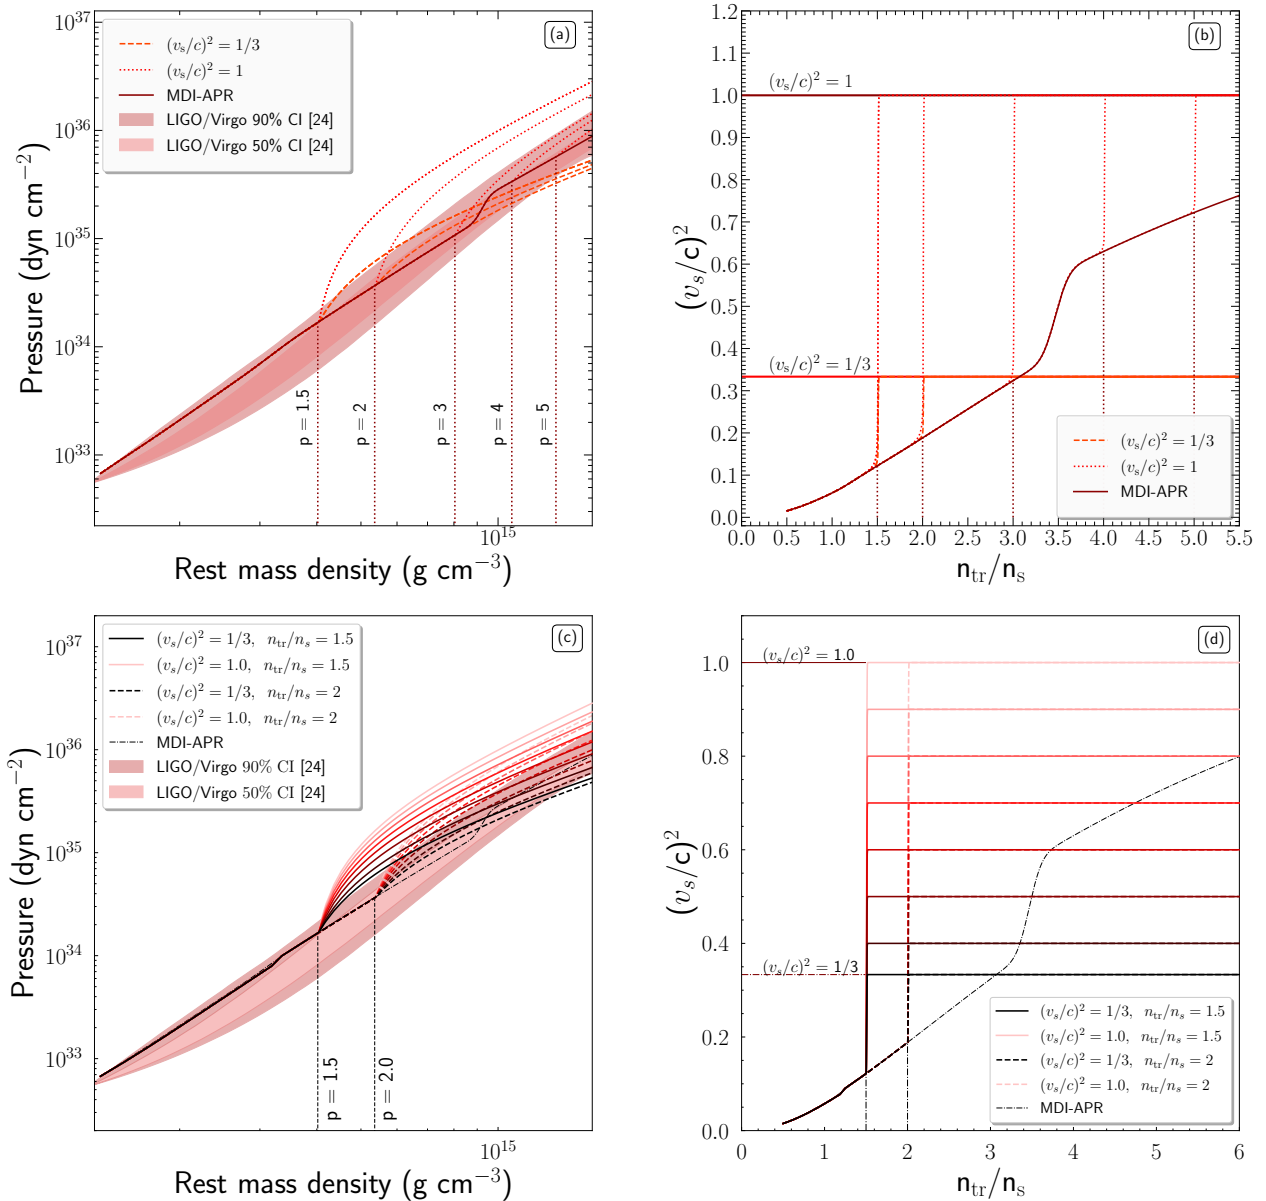 (a)
10^37
10^36
10^35
10^34
10^33
Pressure (dyn cm^−2)
(v_s/c)^2 = 1/3
(v_s/c)^2 = 1
MDI-APR
LIGO/Virgo 90% CI [24]
LIGO/Virgo 50% CI [24]
p = 1.5
p = 2
p = 3
p = 4
p = 5
10^15
Rest mass density (g cm^−3)
(b)
(v_s/c)^2 = 1
(v_s/c)^2 = 1/3
1.0
0.9
0.8
0.7
0.6
0.5
0.4
0.3
0.2
0.1
0.0
(v_s/c)^2
(v_s/c)^2 = 1/3
(v_s/c)^2 = 1
MDI-APR
0.0 0.5 1.0 1.5 2.0 2.5 3.0 3.5 4.0 4.5 5.0 5.5
n_tr/n_s
(c)
10^37
10^36
10^35
10^34
10^33
Pressure (dyn cm^−2)
(v_s/c)^2 = 1/3, n_tr/n_s = 1.5
(v_s/c)^2 = 1.0, n_tr/n_s = 1.5
(v_s/c)^2 = 1/3, n_tr/n_s = 2
(v_s/c)^2 = 1.0, n_tr/n_s = 2
MDI-APR
LIGO/Virgo 90% CI [24]
LIGO/Virgo 50% CI [24]
p = 1.5
p = 2.0
10^15
Rest mass density (g cm^−3)
(d)
(v_s/c)^2 = 1.0
(v_s/c)^2 = 1/3
1.0
0.8
0.6
0.4
0.2
0.0
(v_s/c)^2
(v_s/c)^2 = 1/3, n_tr/n_s = 1.5
(v_s/c)^2 = 1.0, n_tr/n_s = 1.5
(v_s/c)^2 = 1/3, n_tr/n_s = 2
(v_s/c)^2 = 1.0, n_tr/n_s = 2
MDI-APR
0 1 2 3 4 5 6
n_tr/n_s